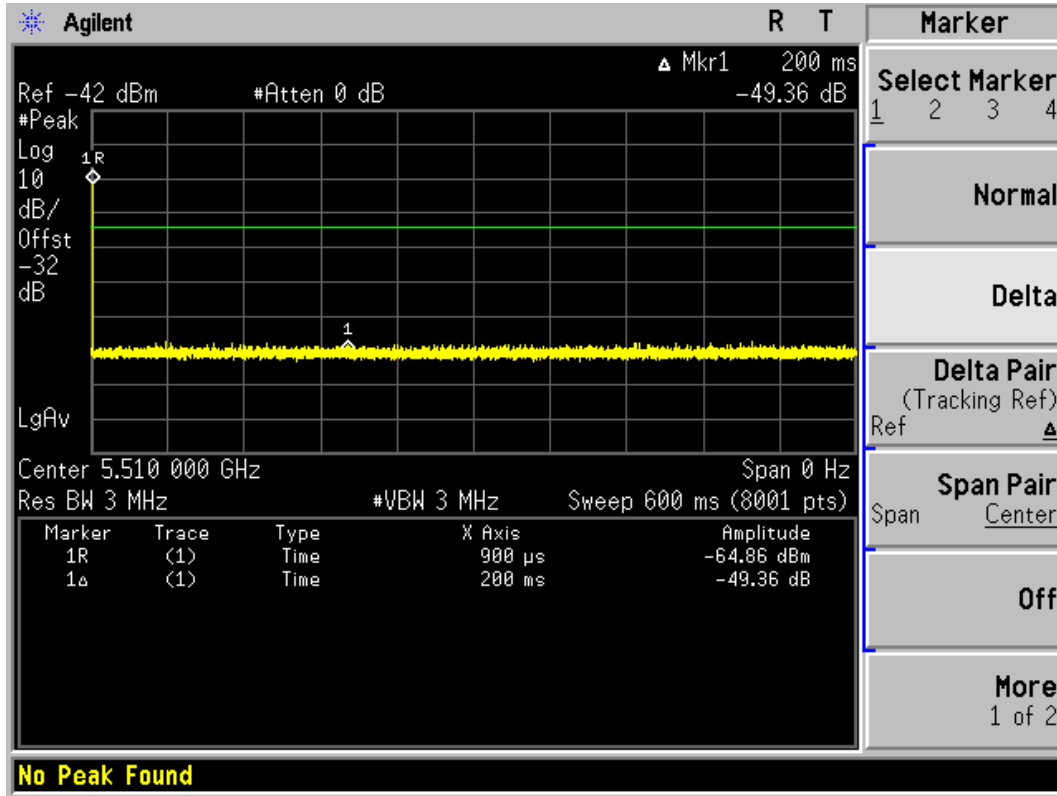 Agilent R T
Δ Mkr1 200 ms
Ref -42 dBm #Atten 0 dB -49.36 dB
#Peak
Log
10
dB/
Offst
-32
dB
1R
1
LgAv
Center 5.510 000 GHz Span 0 Hz
Res BW 3 MHz #VBW 3 MHz Sweep 600 ms (8001 pts)
Marker Trace Type X Axis Amplitude
1R (1) Time 900 µs -64.86 dBm
1Δ (1) Time 200 ms -49.36 dB
No Peak Found
Marker
Select Marker
1 2 3 4
Normal
Delta
Delta Pair
(Tracking Ref)
Ref Δ
Span Pair
Span Center
Off
More
1 of 2